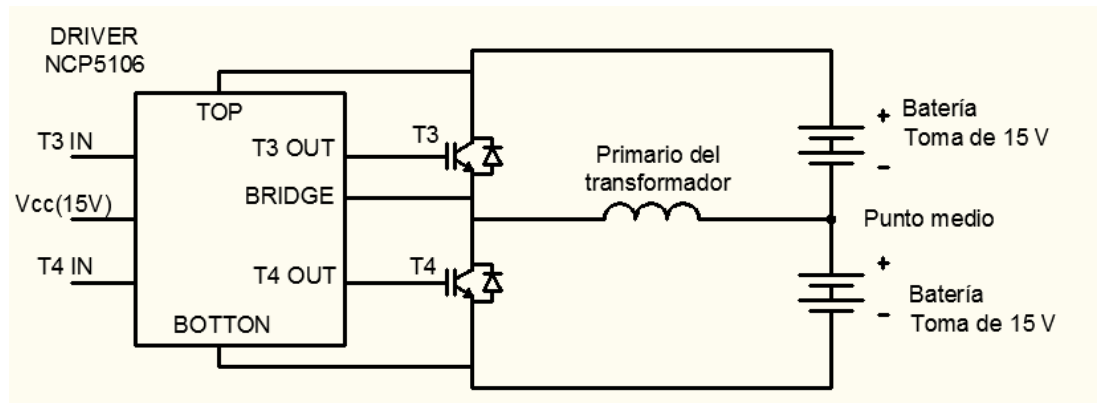 DRIVER
NCP5106
TOP
T3 IN
T3 OUT
T3
Vcc(15V)
BRIDGE
T4 IN
T4 OUT
T4
BOTTON
Primario del
transformador
+
Batería
Toma de 15 V
-
Punto medio
+
Batería
Toma de 15 V
-